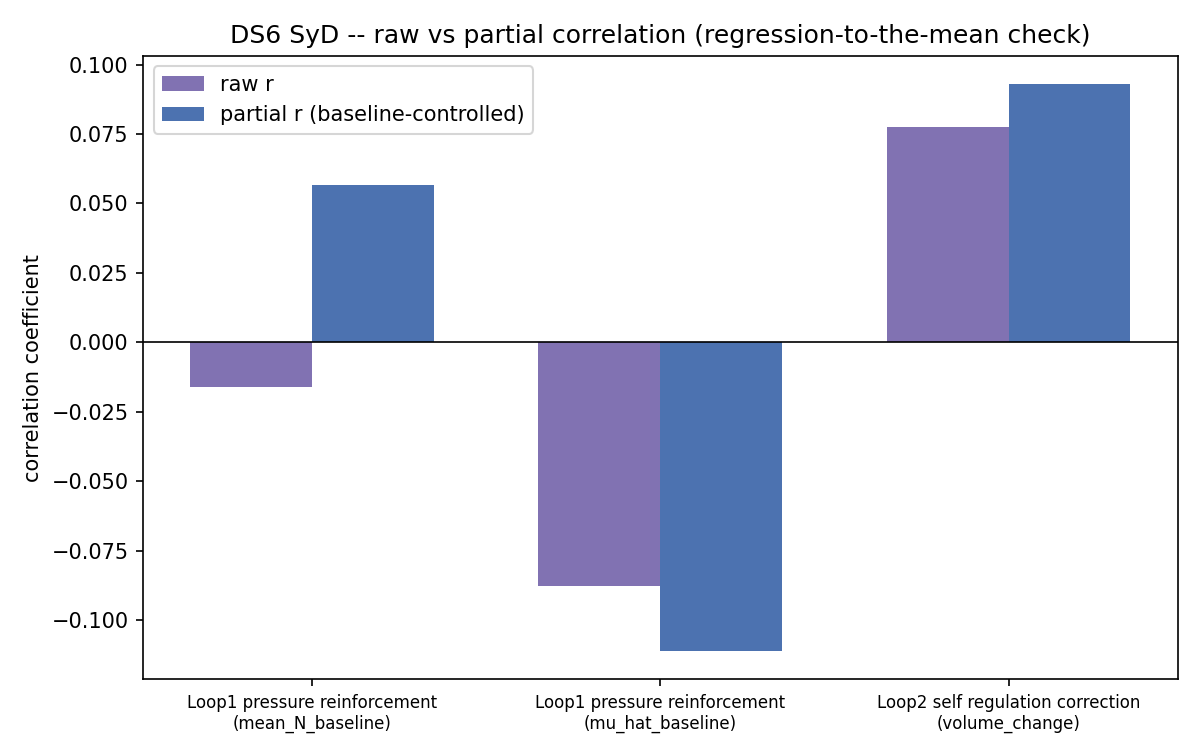 DS6 SyD -- raw vs partial correlation (regression-to-the-mean check)
raw r
partial r (baseline-controlled)
correlation coefficient
0.100
0.075
0.050
0.025
0.000
−0.025
−0.050
−0.075
−0.100
Loop1 pressure reinforcement
(mean_N_baseline)
Loop1 pressure reinforcement
(mu_hat_baseline)
Loop2 self regulation correction
(volume_change)